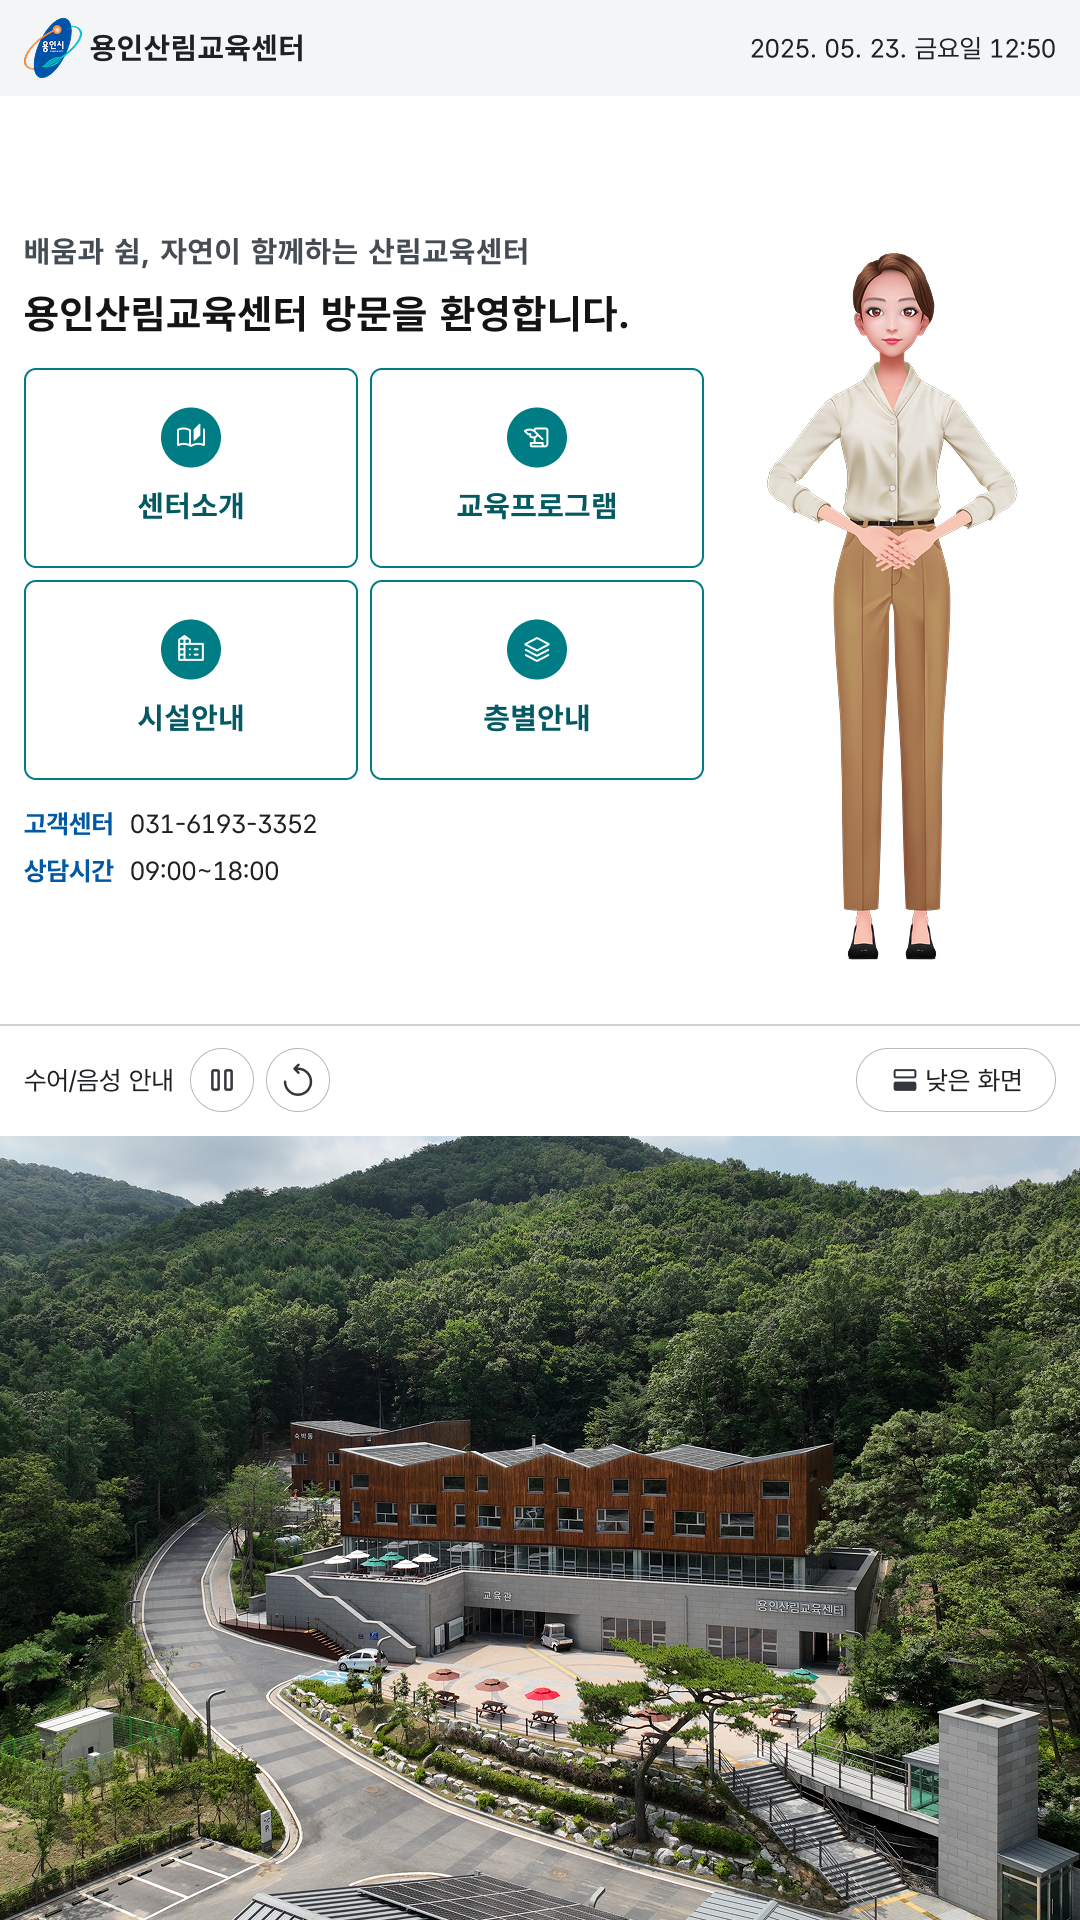 용인시
용인산림교육센터
2025. 05. 23. 금요일 12:50
배움과 쉼, 자연이 함께하는 산림교육센터
용인산림교육센터 방문을 환영합니다.
센터소개
교육프로그램
시설안내
층별안내
고객센터 031-6193-3352
상담시간 09:00~18:00
수어/음성 안내
낮은 화면
숙박동
교육관
용인산림교육센터